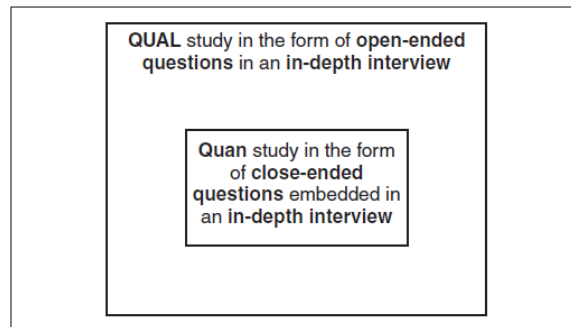 QUAL study in the form of open-ended
questions in an in-depth interview
Quan study in the form
of close-ended
questions embedded in
an in-depth interview